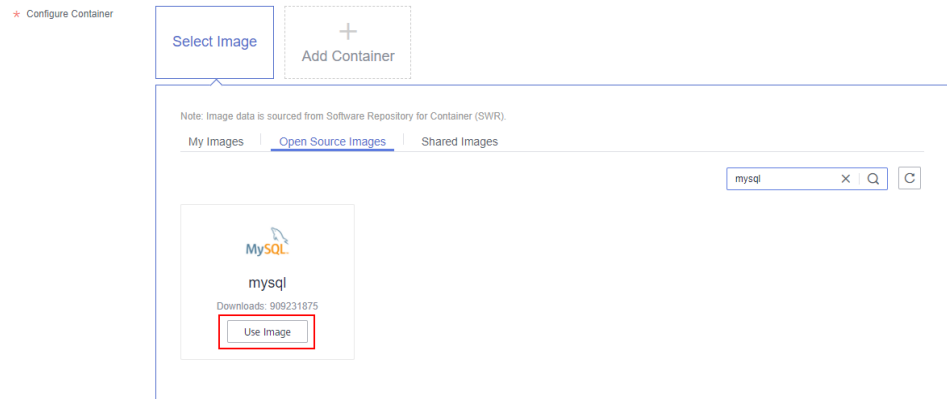 * Configure Container
Select Image
+
Add Container
Note: Image data is sourced from Software Repository for Container (SWR).
My Images
Open Source Images
Shared Images
mysql
MySQL.
mysql
Downloads: 909231875
Use Image